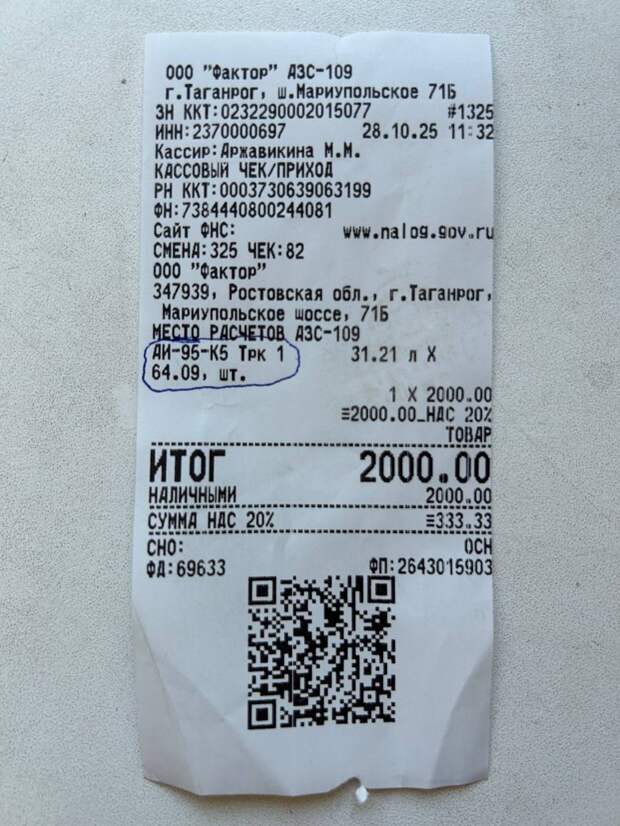 ООО "Фактор" АЗС-109
г.Таганрог, ш.Мариупольское 71Б
ЗН ККТ:0232290002015077 #1325
ИНН:2370000697 28.10.25 11:32
Кассир:Аржавикина М.М.
КАССОВЫЙ ЧЕК/ПРИХОД
РН ККТ:0003730639063199
ФН:7384440800244081
Сайт ФНС: www.nalog.gov.ru
СМЕНА:325 ЧЕК:82
ООО "Фактор"
347939, Ростовская обл., г.Таганрог,
Мариупольское шоссе, 71Б
МЕСТО РАСЧЕТОВ АЗС-109
АИ-95-К5 Трк 1 31.21 л X
64.09, шт.
1 X 2000.00
≡2000.00_НДС 20%
ТОВАР
ИТОГ 2000.00
НАЛИЧНЫМИ 2000.00
СУММА НДС 20% ≡333.33
СНО: ОСН
ФД:69633 ФП:2643015903